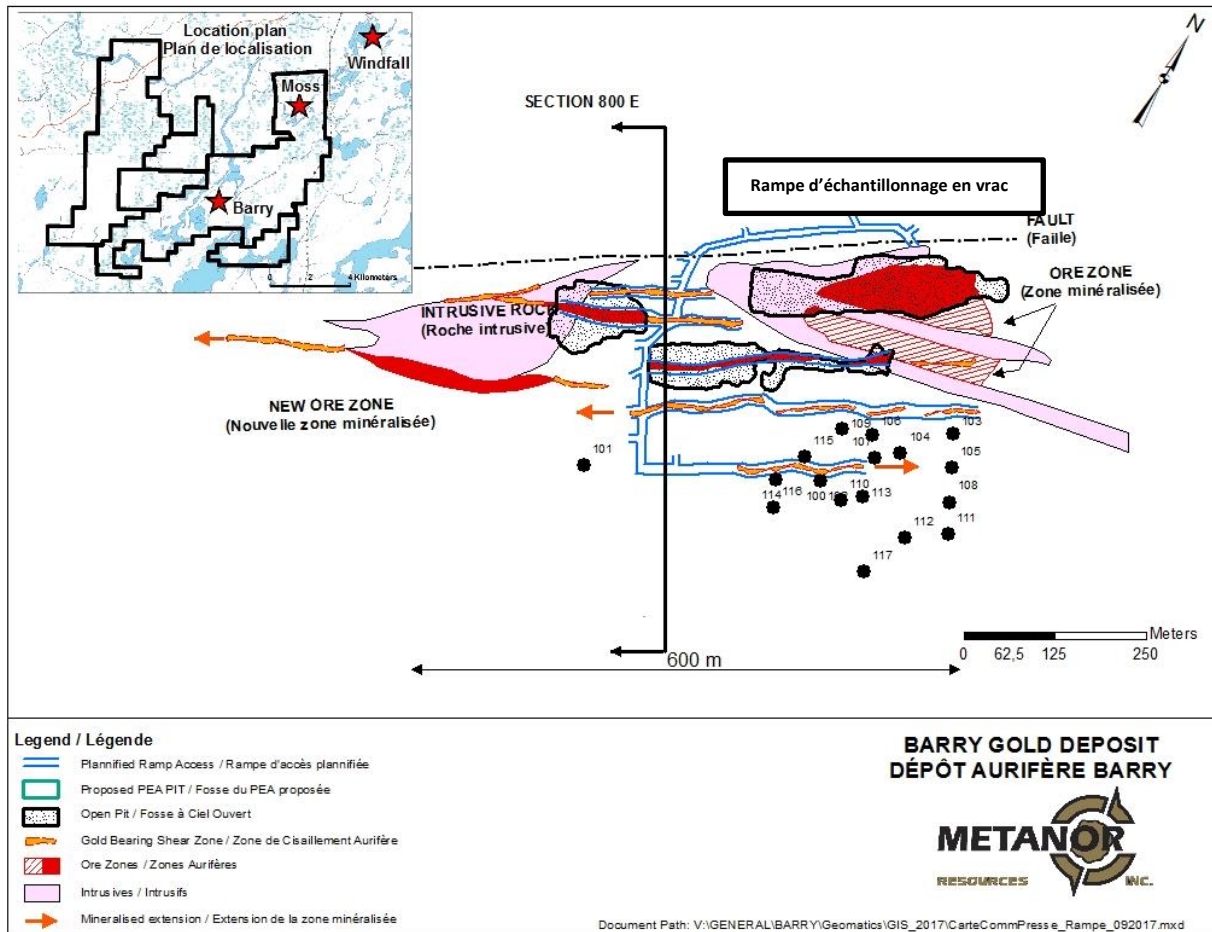 Location plan
Plan de localisation
Windfall
Moss
Barry
0 2 4 Kilometers
N
SECTION 800 E
Rampe d'échantillonnage en vrac
FAULT
(Faille)
ORE ZONE
(Zone minéralisée)
INTRUSIVE ROCK
(Roche intrusive)
NEW ORE ZONE
(Nouvelle zone minéralisée)
109
106
103
115
107
104
101
105
114
116
100
110
113
108
112
111
117
600 m
Meters
0 62,5 125 250
Legend / Légende
Plannified Ramp Access / Rampe d'accès plannifiée
Proposed PEA PIT / Fosse du PEA proposée
Open Pit / Fosse à Ciel Ouvert
Gold Bearing Shear Zone / Zone de Cisaillement Aurifère
Ore Zones / Zones Aurifères
Intrusives / Intrusifs
Mineralised extension / Extension de la zone minéralisée
BARRY GOLD DEPOSIT
DÉPÔT AURIFÈRE BARRY
METANOR
RESOURCES INC.
Document Path: V:\GENERAL\BARRY\Geomatics\GIS_2017\CarteCommPresse_Rampe_092017.mxd